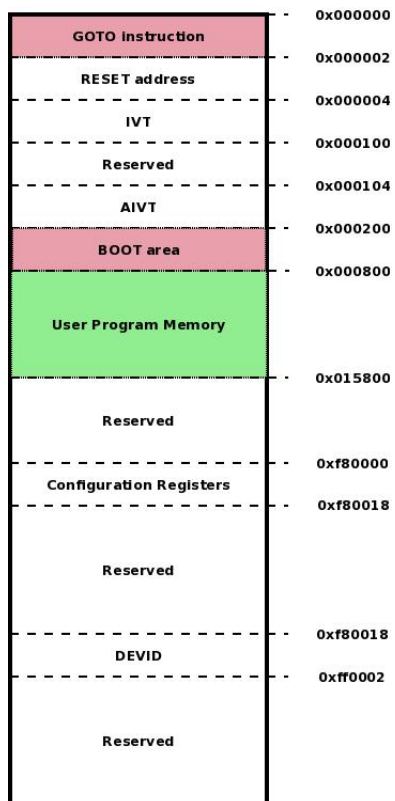 0x000000
GOTO instruction
0x000002
RESET address
0x000004
IVT
0x000100
Reserved
0x000104
AIVT
0x000200
BOOT area
0x000800
User Program Memory
0x015800
Reserved
0xf80000
Configuration Registers
0xf80018
Reserved
0xf80018
DEVID
0xff0002
Reserved